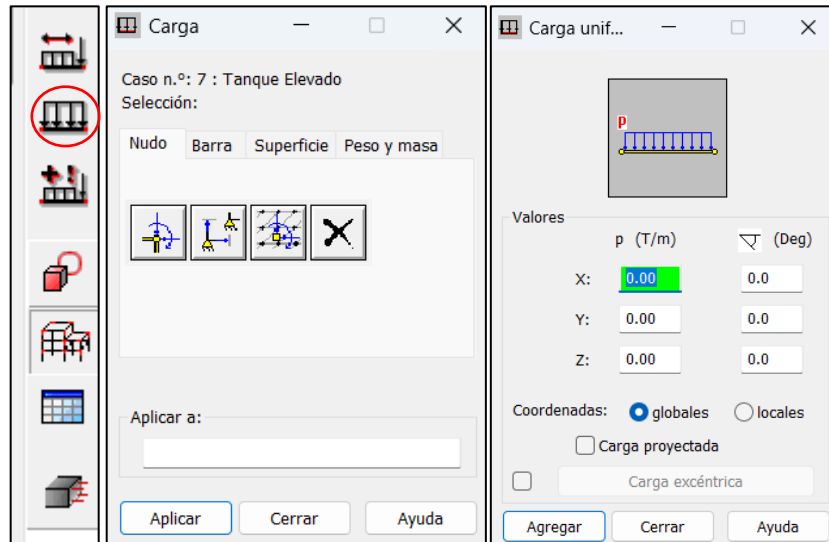 Carga
Caso n.º: 7 : Tanque Elevado
Selección:
Nudo Barra Superficie Peso y masa
Aplicar a:
Aplicar Cerrar Ayuda
Carga unif...
p
Valores
p (T/m) (Deg)
X: 0.00 0.0
Y: 0.00 0.0
Z: 0.00 0.0
Coordenadas: globales locales
Carga proyectada
Carga excéntrica
Agregar Cerrar Ayuda